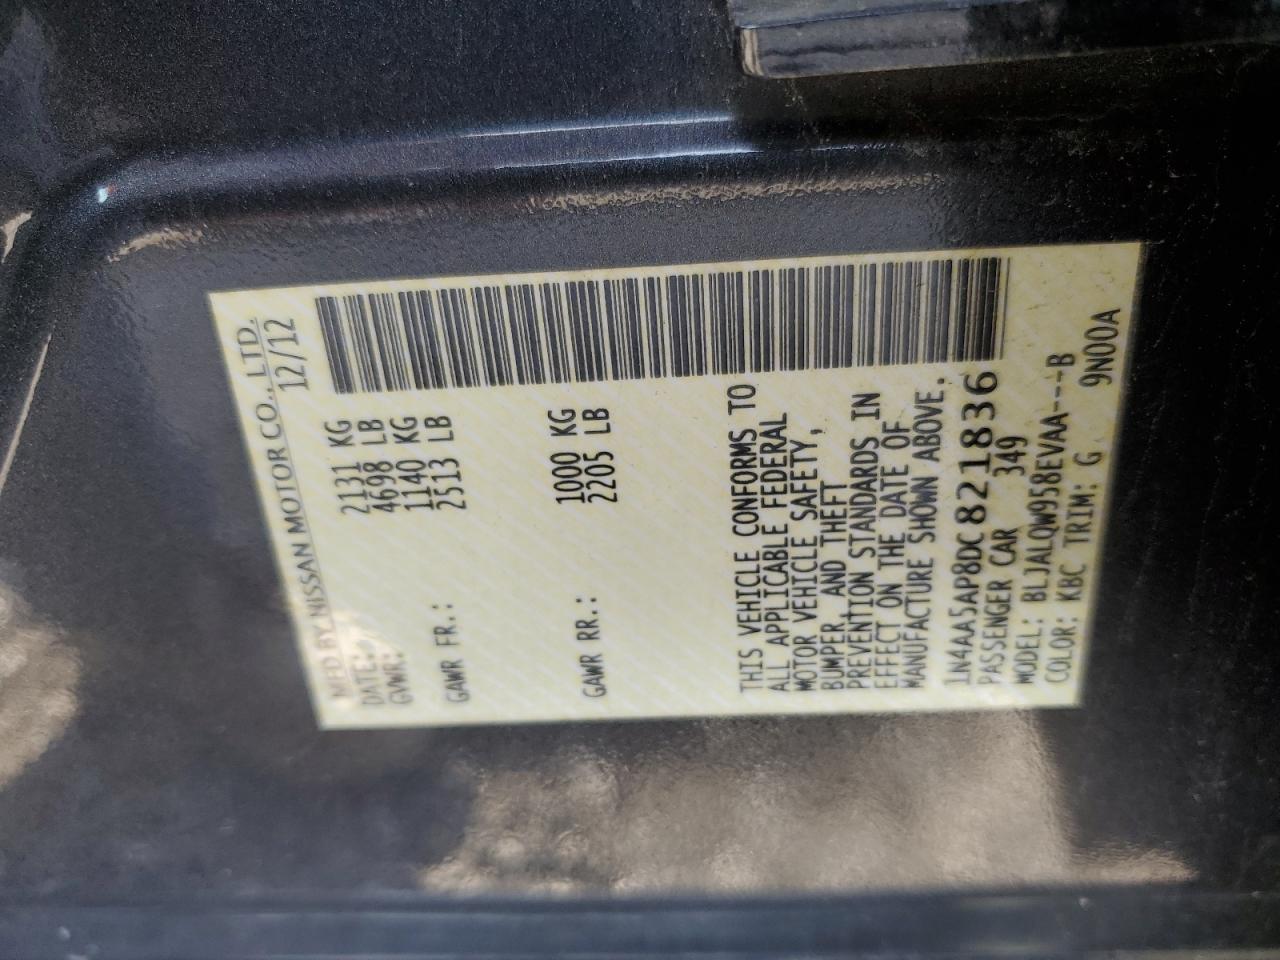 MFD BY NISSAN MOTOR CO., LTD.
DATE: 12/12
GVWR: 2131 KG
4698 LB
GAWR FR.: 1140 KG
2513 LB
GAWR RR.: 1000 KG
2205 LB
THIS VEHICLE CONFORMS TO
ALL APPLICABLE FEDERAL
MOTOR VEHICLE SAFETY,
BUMPER, AND THEFT
PREVENTION STANDARDS IN
EFFECT ON THE DATE OF
MANUFACTURE SHOWN ABOVE.
1N4AA5AP8DC821836
PASSENGER CAR 349
MODEL: BLJALQW958EVAA---B
COLOR: KBC TRIM: G 9N00A